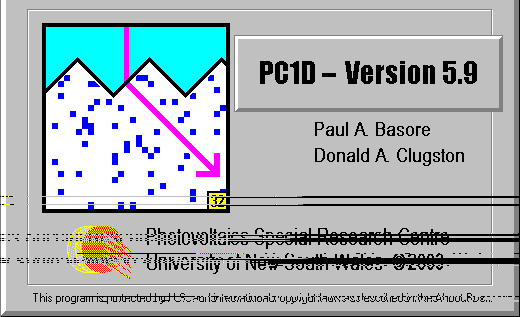 PC1D – Version 5.9
Paul A. Basore
Donald A. Clugston
32
Photovoltaics Special Research Centre
University of New South Wales ©2003
This program is protected by U.S. and International copyright laws as described in the About Box.